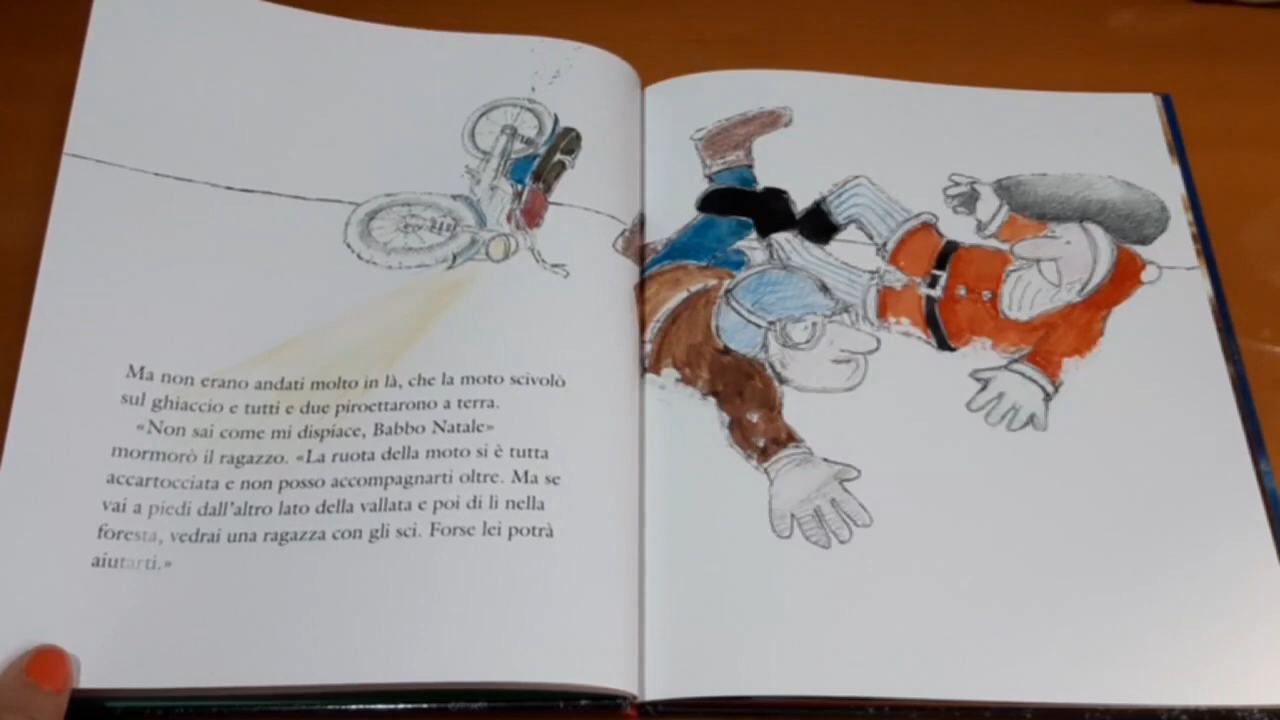 Ma non erano andati molto in là, che la moto scivolò
sul ghiaccio e tutti e due piroettarono a terra.
«Non sai come mi dispiace, Babbo Natale»
mormorò il ragazzo. «La ruota della moto si è tutta
accartocciata e non posso accompagnarti oltre. Ma se
vai a piedi dall'altro lato della vallata e poi di lì nella
foresta, vedrai una ragazza con gli sci. Forse lei potrà
aiutarti.»